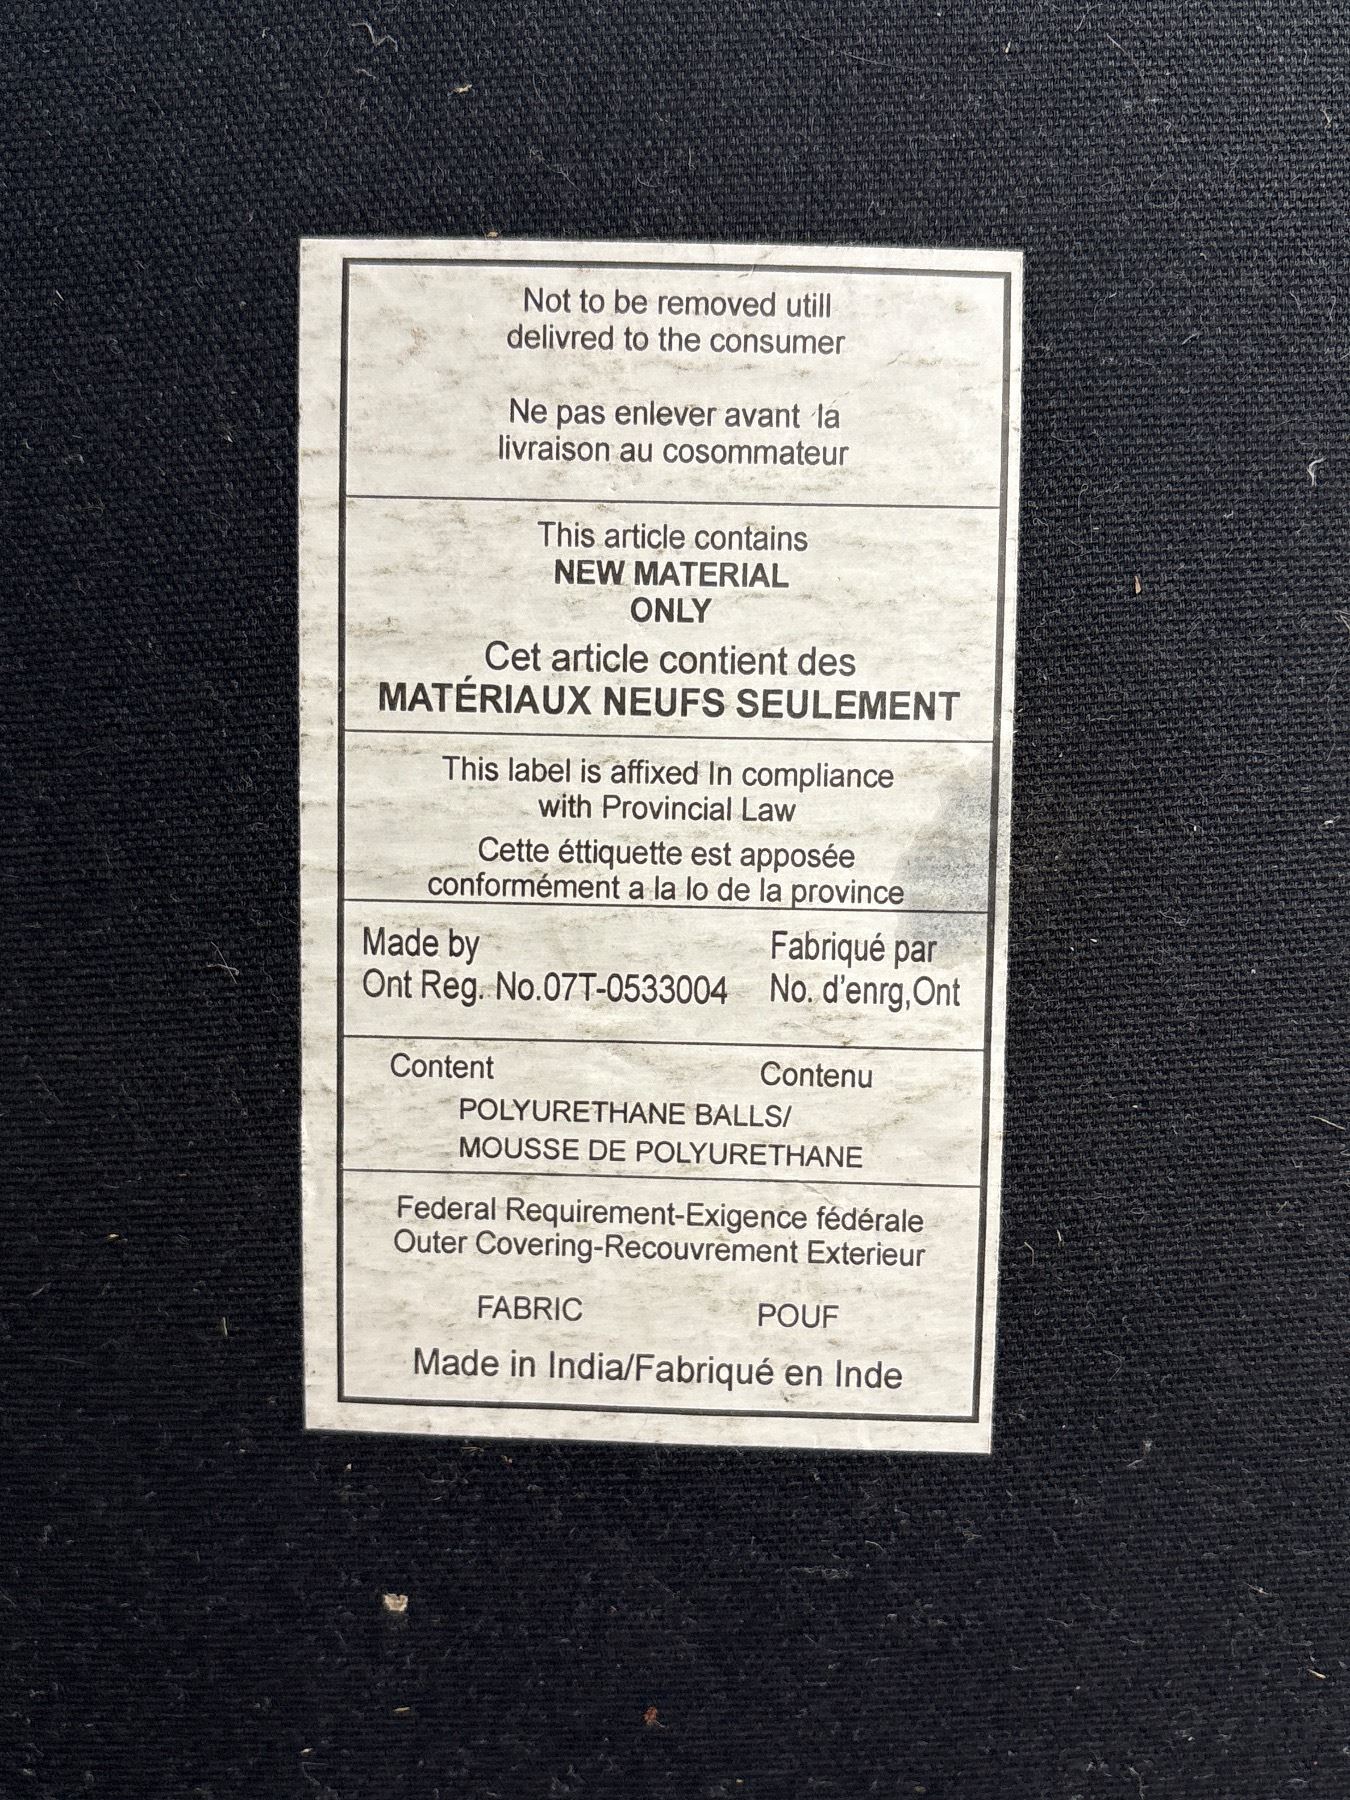 Not to be removed utill
delivred to the consumer
Ne pas enlever avant la
livraison au cosommateur
This article contains
NEW MATERIAL
ONLY
Cet article contient des
MATÉRIAUX NEUFS SEULEMENT
This label is affixed In compliance
with Provincial Law
Cette éttiquette est apposée
conformément a la lo de la province
Made by Fabriqué par
Ont Reg. No.07T-0533004 No. d'enrg,Ont
Content Contenu
POLYURETHANE BALLS/
MOUSSE DE POLYURETHANE
Federal Requirement-Exigence fédérale
Outer Covering-Recouvrement Exterieur
FABRIC POUF
Made in India/Fabriqué en Inde